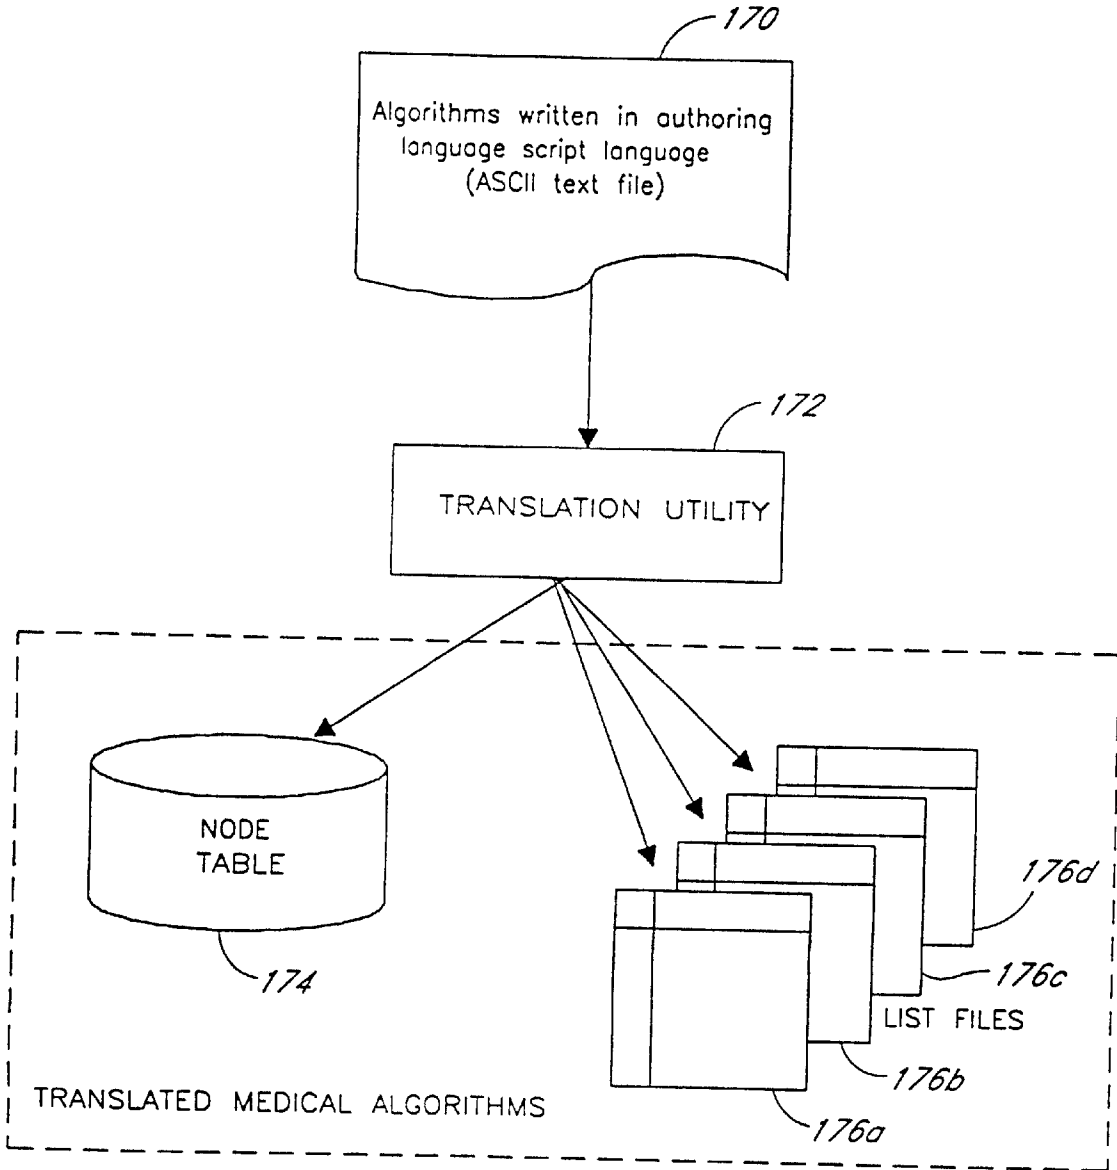 170
Algorithms written in authoring
language script language
(ASCII text file)
172
TRANSLATION UTILITY
NODE
TABLE
174
176d
176c
LIST FILES
176b
176a
TRANSLATED MEDICAL ALGORITHMS